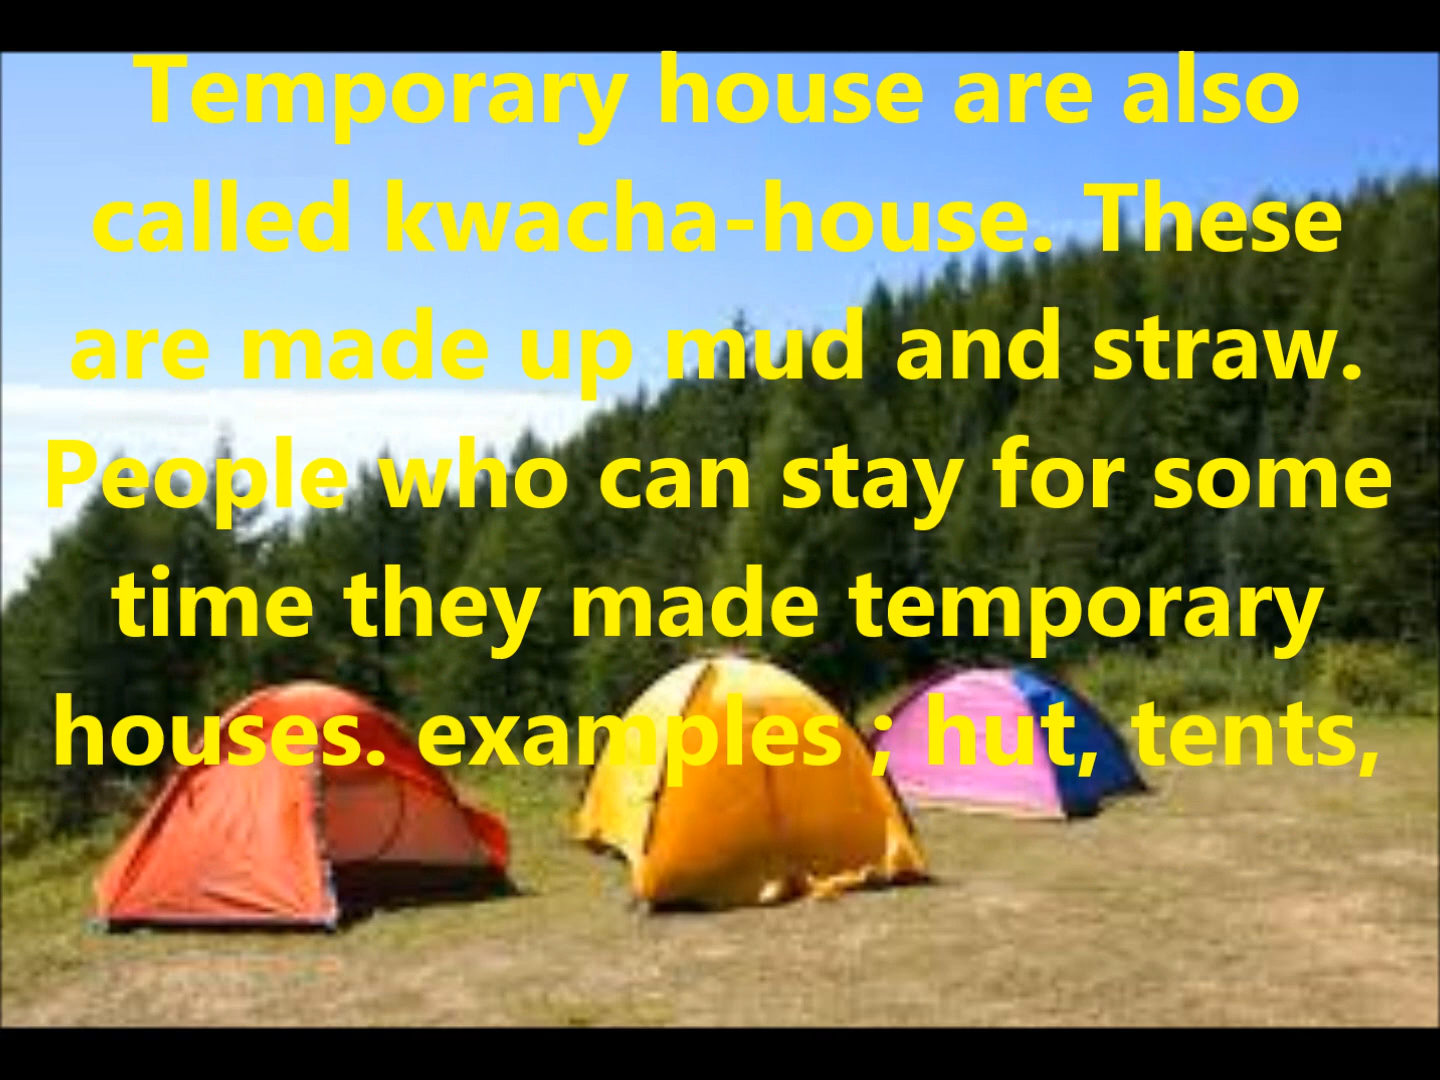 Temporary house are also
called kwacha-house. These
are made up mud and straw.
People who can stay for some
time they made temporary
houses. examples ; hut, tents,